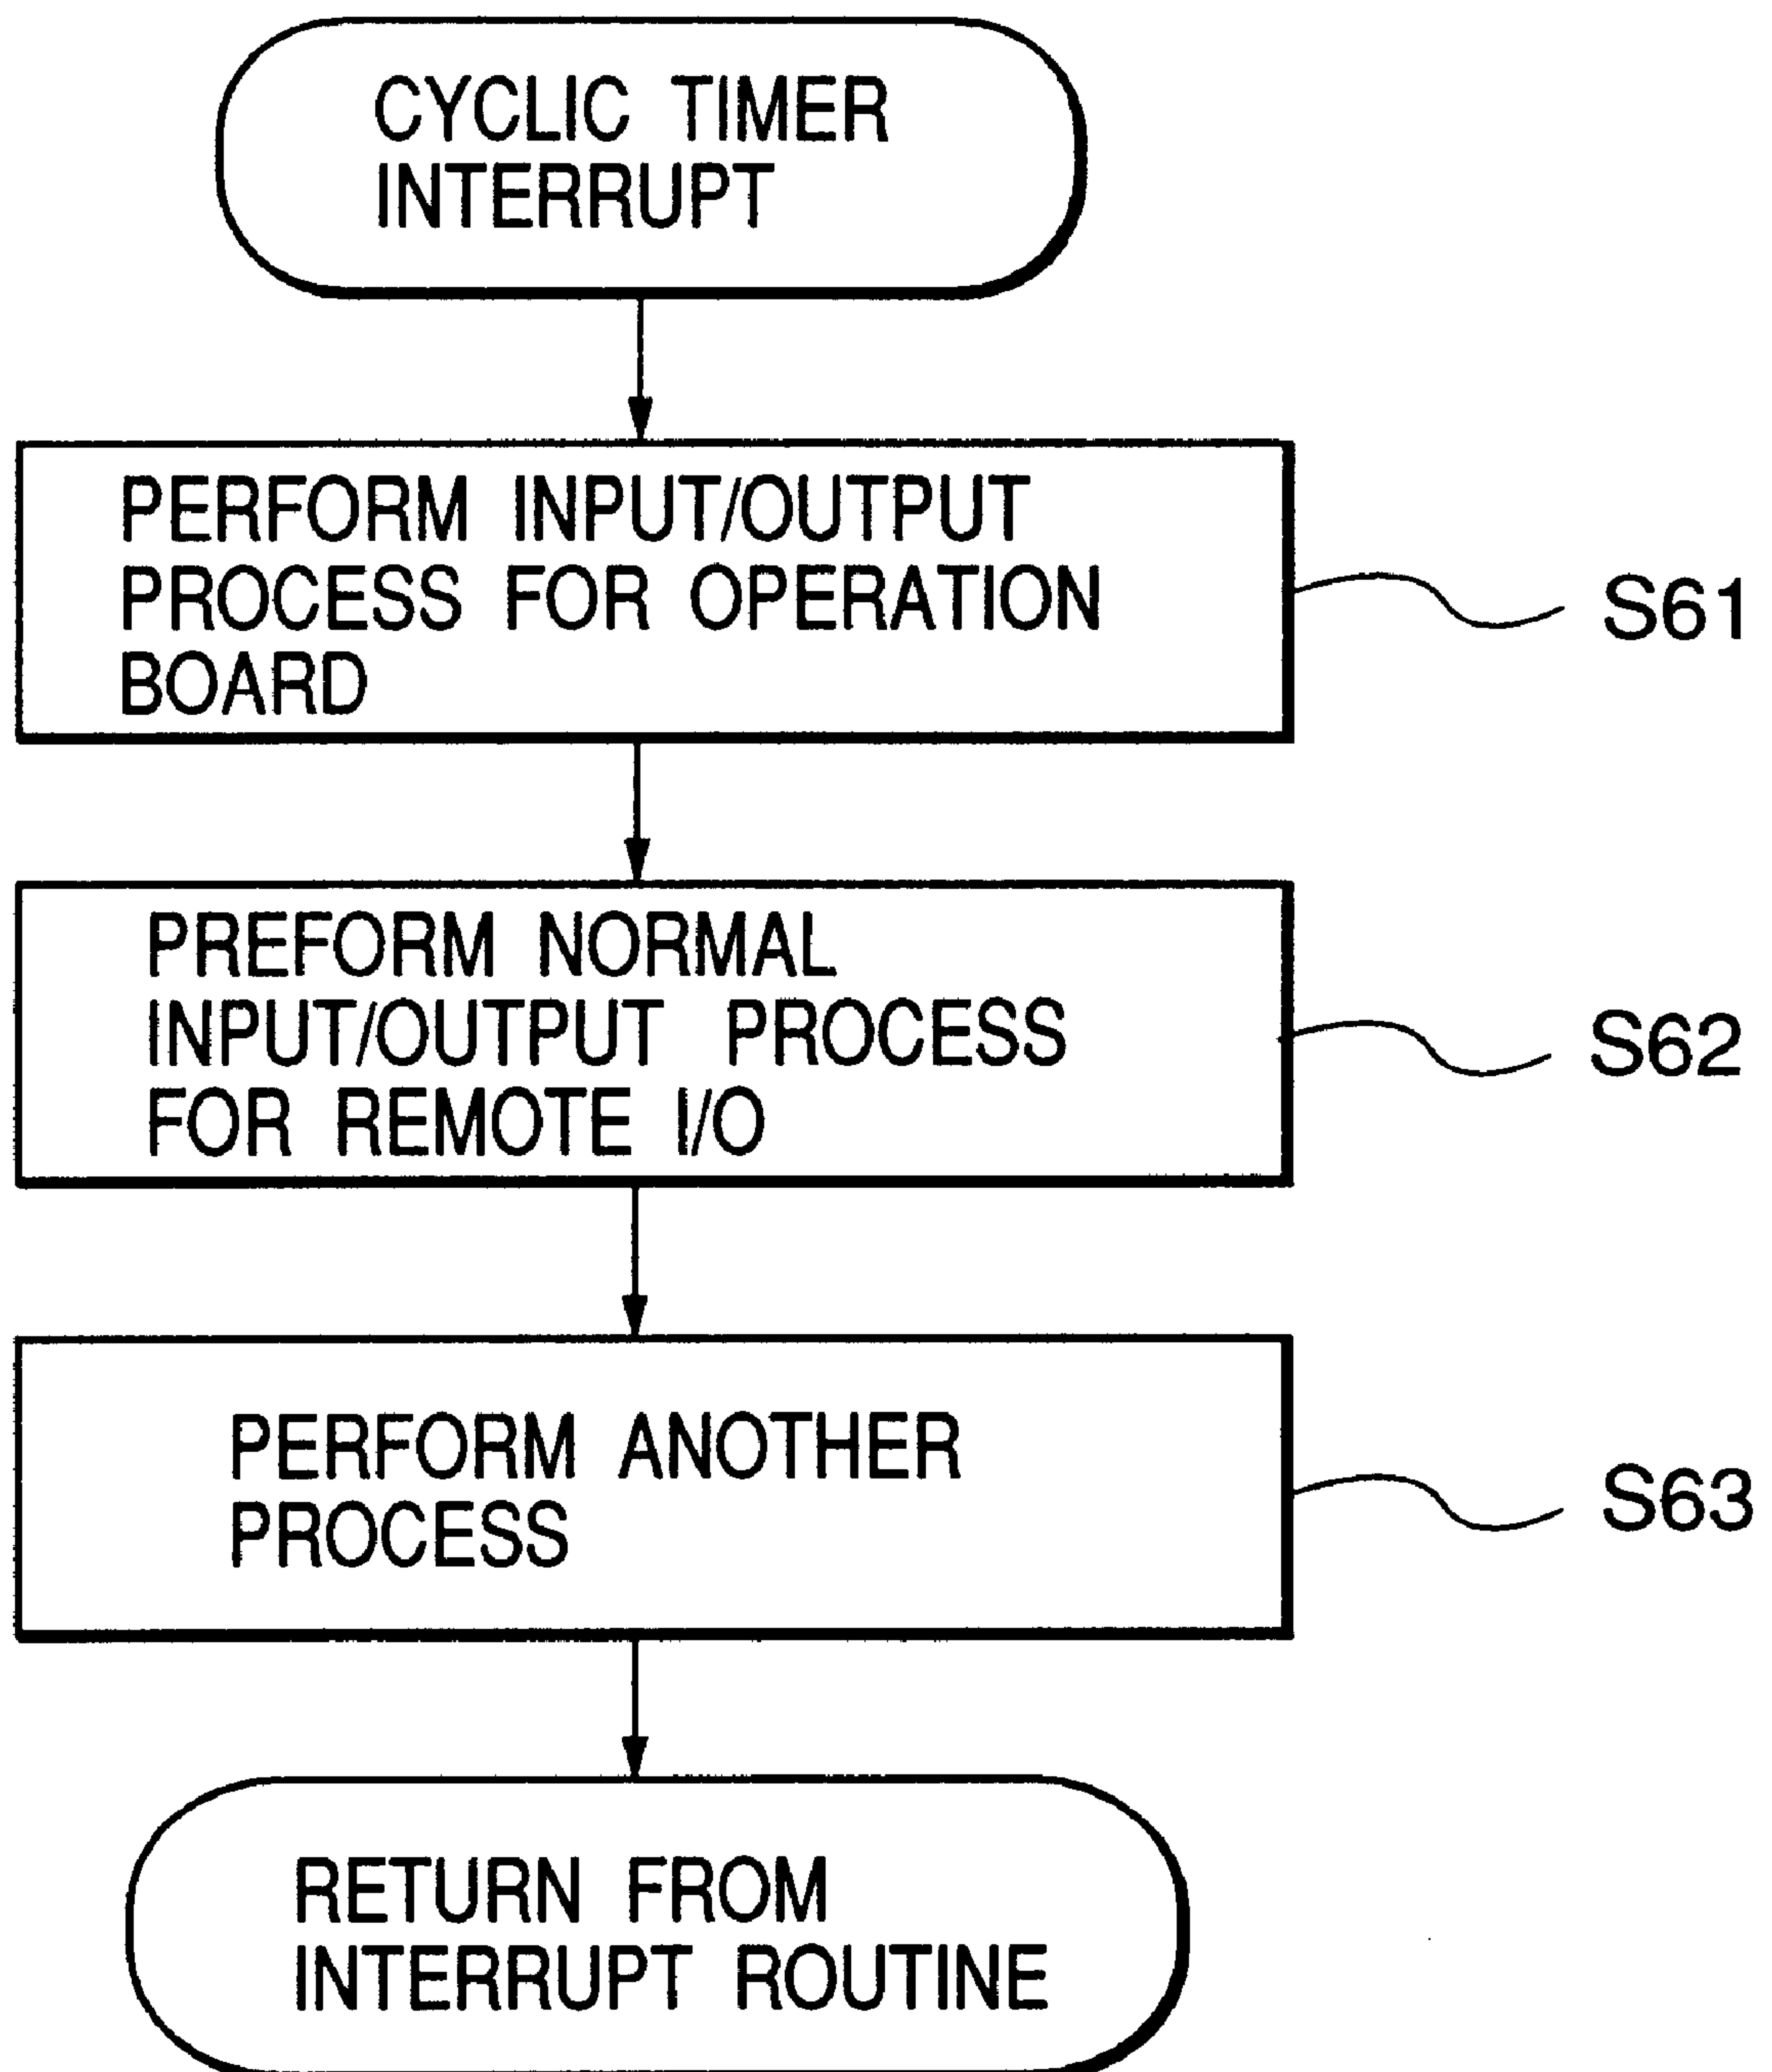 CYCLIC TIMER
INTERRUPT
PERFORM INPUT/OUTPUT
PROCESS FOR OPERATION
BOARD
S61
PREFORM NORMAL
INPUT/OUTPUT PROCESS
FOR REMOTE I/O
S62
PERFORM ANOTHER
PROCESS
S63
RETURN FROM
INTERRUPT ROUTINE